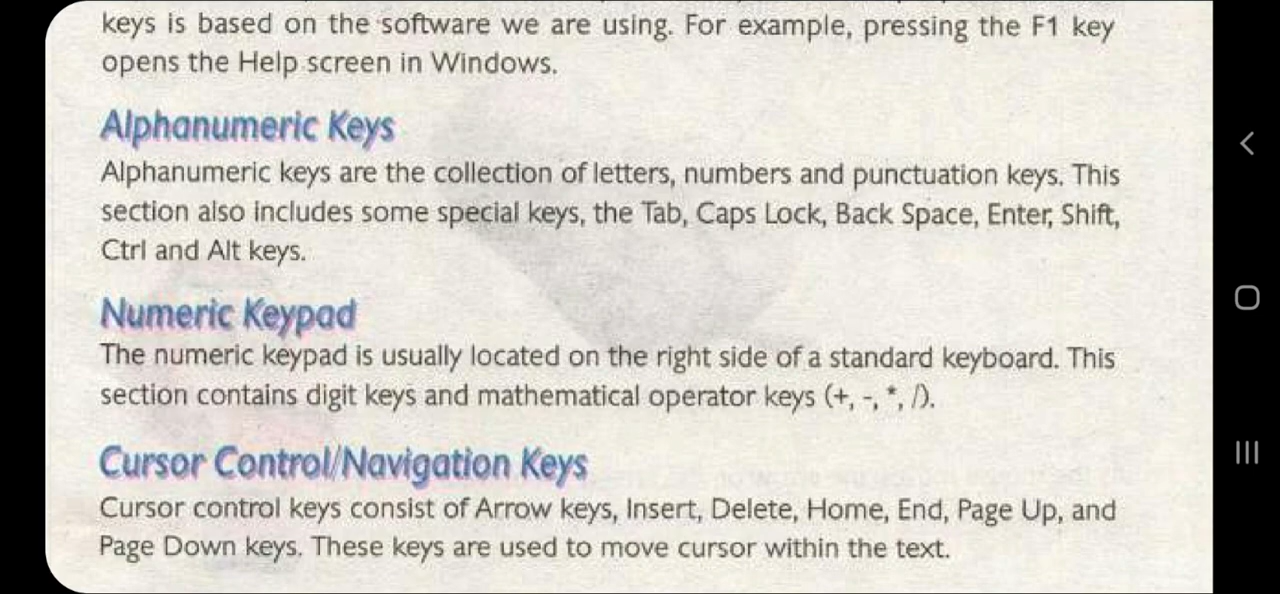 keys is based on the software we are using. For example, pressing the F1 key
opens the Help screen in Windows.
Alphanumeric Keys
Alphanumeric keys are the collection of letters, numbers and punctuation keys. This
section also includes some special keys, the Tab, Caps Lock, Back Space, Enter, Shift,
Ctrl and Alt keys.
Numeric Keypad
The numeric keypad is usually located on the right side of a standard keyboard. This
section contains digit keys and mathematical operator keys (+, -, *, /).
Cursor Control/Navigation Keys
Cursor control keys consist of Arrow keys, Insert, Delete, Home, End, Page Up, and
Page Down keys. These keys are used to move cursor within the text.